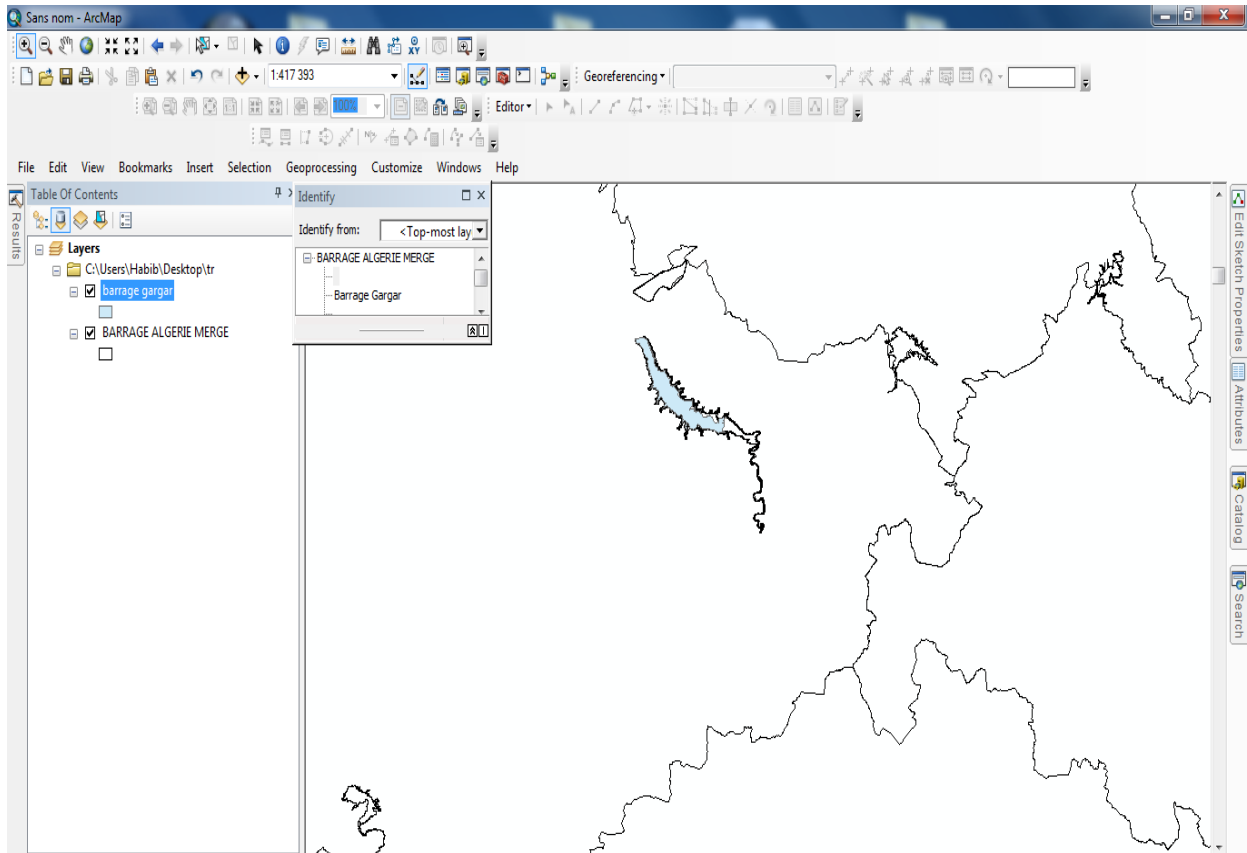 Sans nom - ArcMap
1:417 393
Georeferencing
100%
Editor
File Edit View Bookmarks Insert Selection Geoprocessing Customize Windows Help
Results
Table Of Contents
Layers
C:\Users\Habib\Desktop\tr
barrage gargar
BARRAGE ALGERIE MERGE
Identify
Identify from: <Top-most lay
BARRAGE ALGERIE MERGE
Barrage Gargar
Edit Sketch Properties
Attributes
Catalog
Search